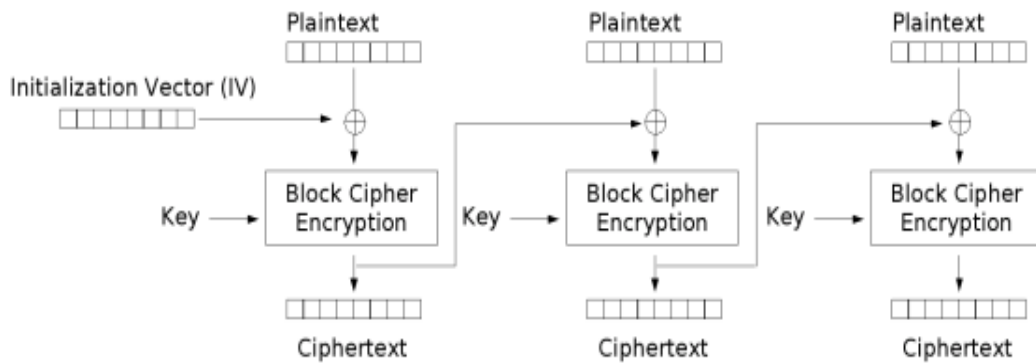 Plaintext
Plaintext
Plaintext
Initialization Vector (IV)
Key
Block Cipher
Encryption
Key
Block Cipher
Encryption
Key
Block Cipher
Encryption
Ciphertext
Ciphertext
Ciphertext